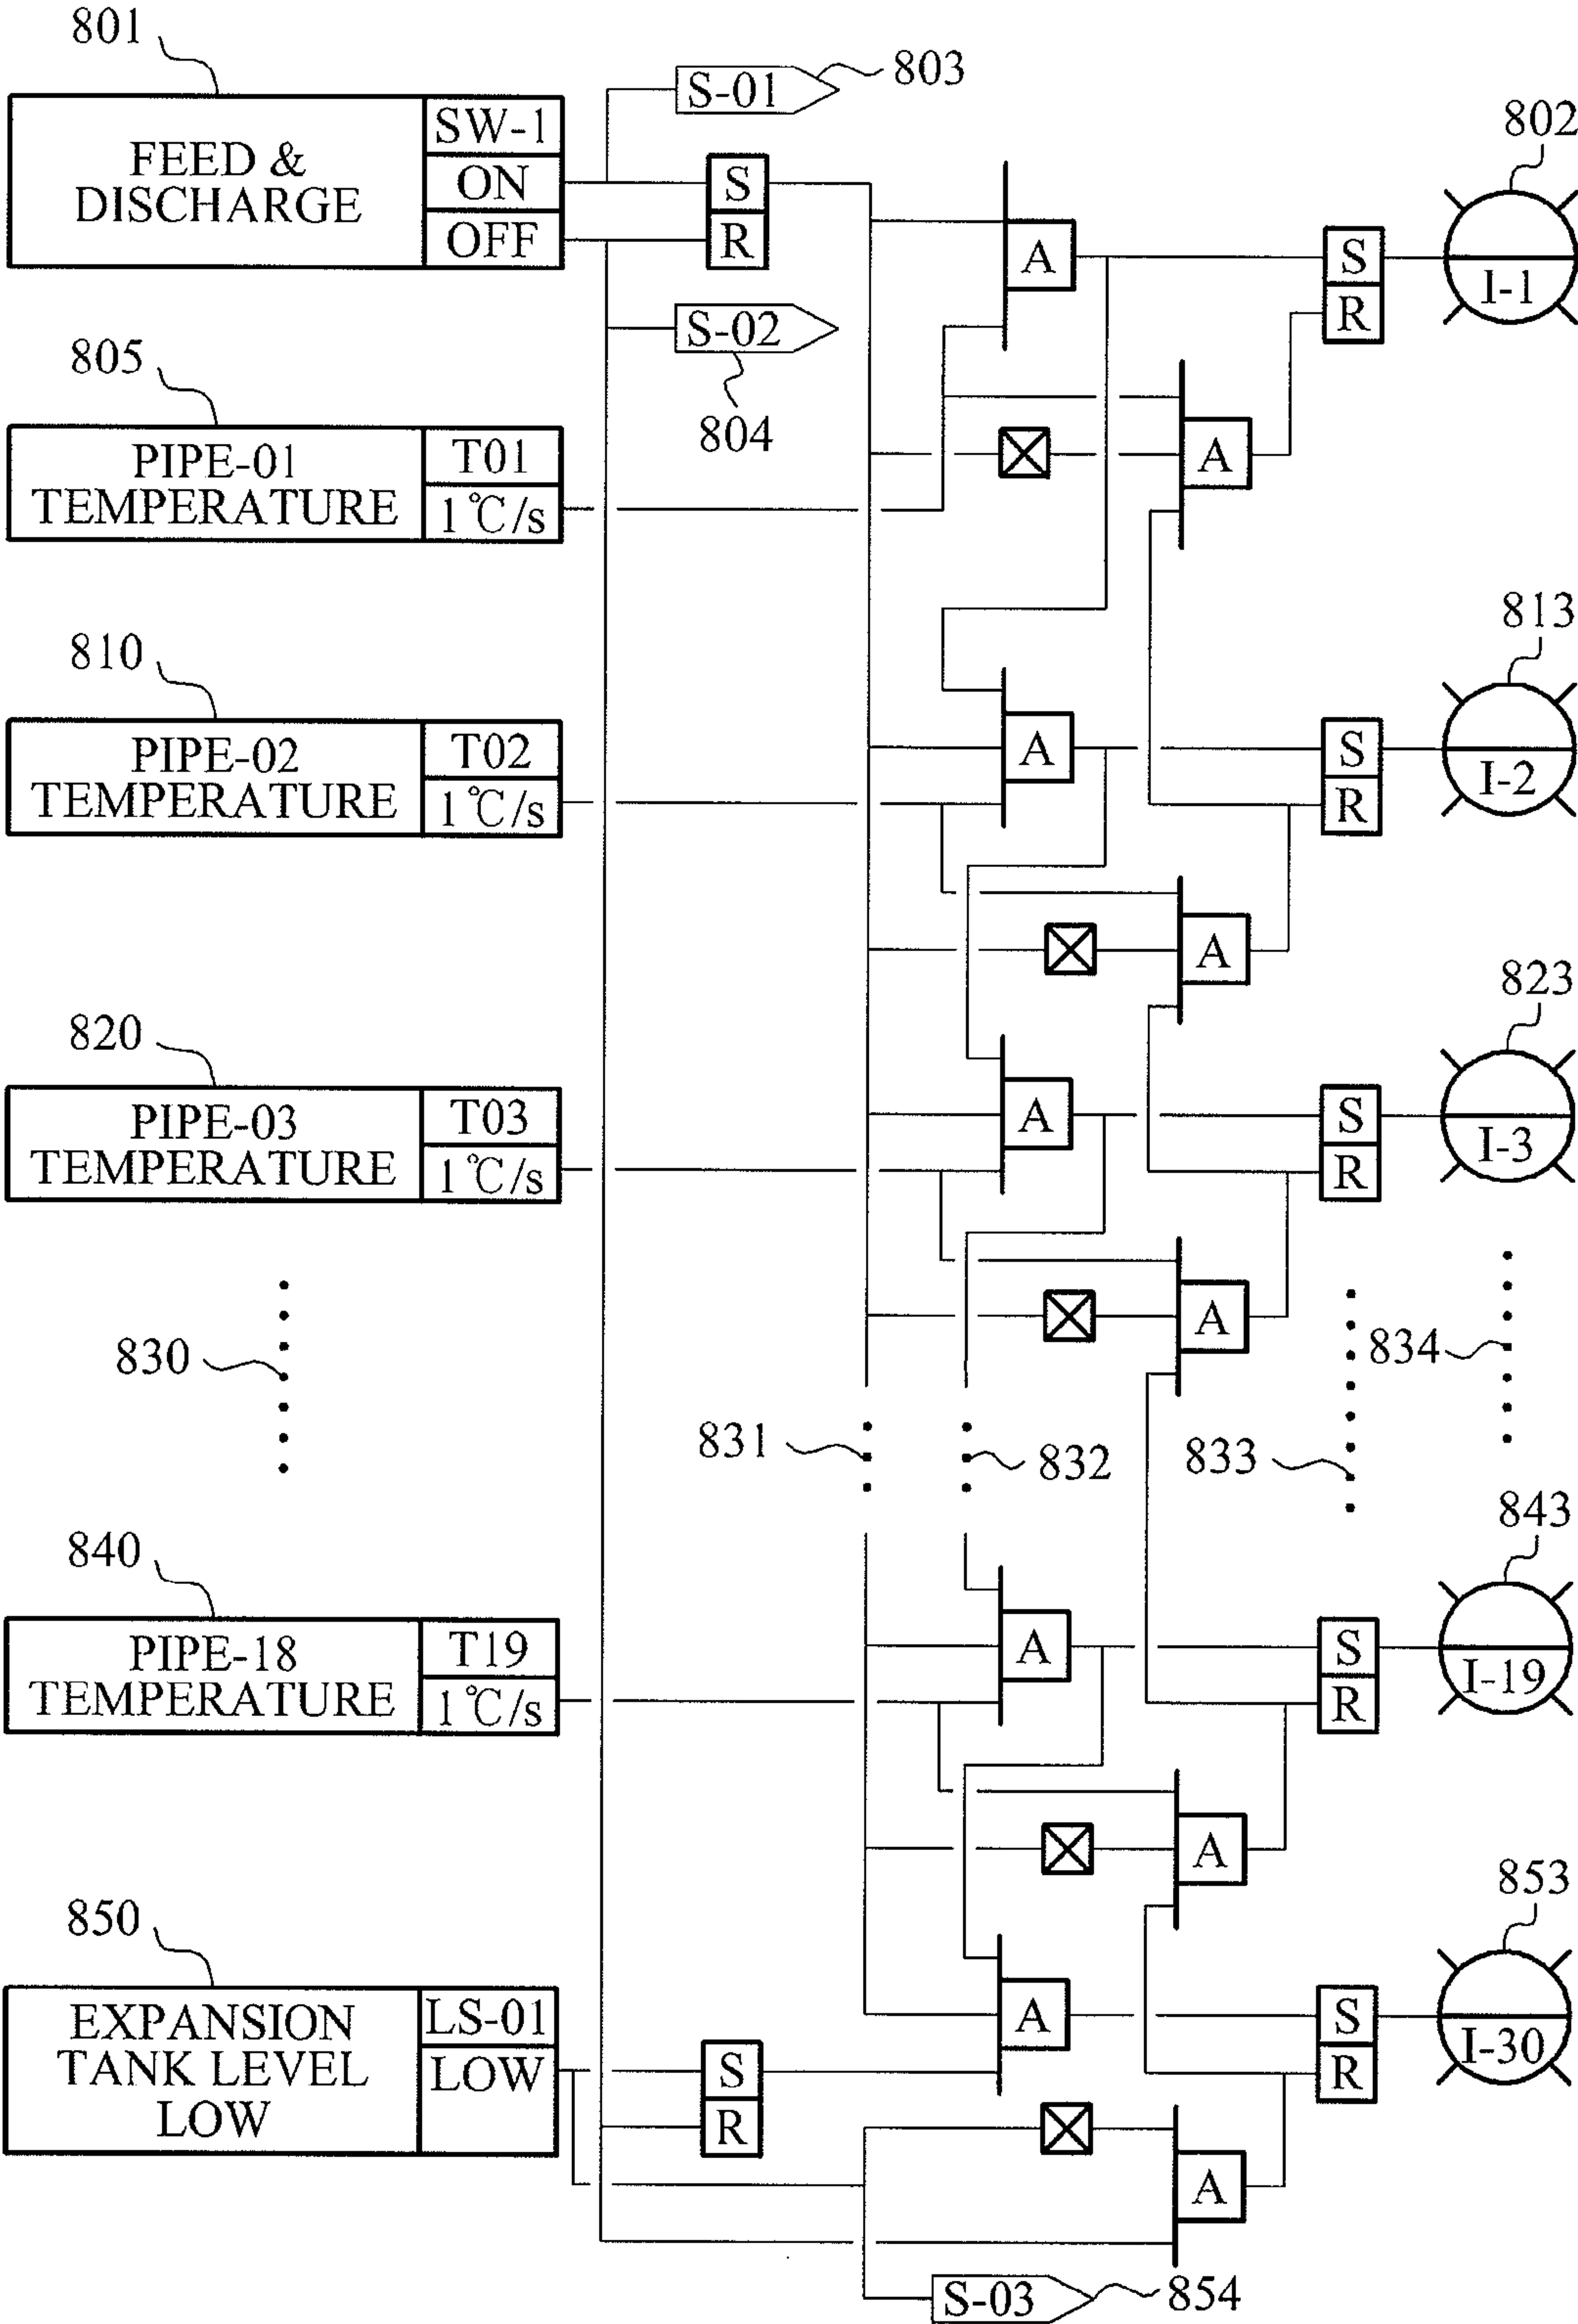 801
S-01
803
FEED &
DISCHARGE
SW-1
ON
OFF
S
R
802
A
S
R
I-1
S-02
804
805
PIPE-01
TEMPERATURE
T01
1℃/s
A
813
810
PIPE-02
TEMPERATURE
T02
1℃/s
A
S
R
I-2
A
823
820
PIPE-03
TEMPERATURE
T03
1℃/s
A
S
R
I-3
A
830
831
832
833
834
843
840
PIPE-18
TEMPERATURE
T19
1℃/s
A
S
R
I-19
A
853
850
EXPANSION
TANK LEVEL
LOW
LS-01
LOW
S
R
A
S
R
I-30
A
S-03
854